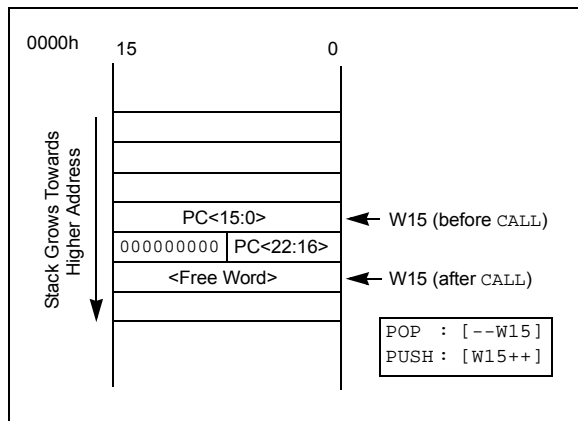 0000h
15 0
Stack Grows Towards
Higher Address
PC<15:0>
W15 (before CALL)
000000000 PC<22:16>
<Free Word>
W15 (after CALL)
POP : [--W15]
PUSH : [W15++]